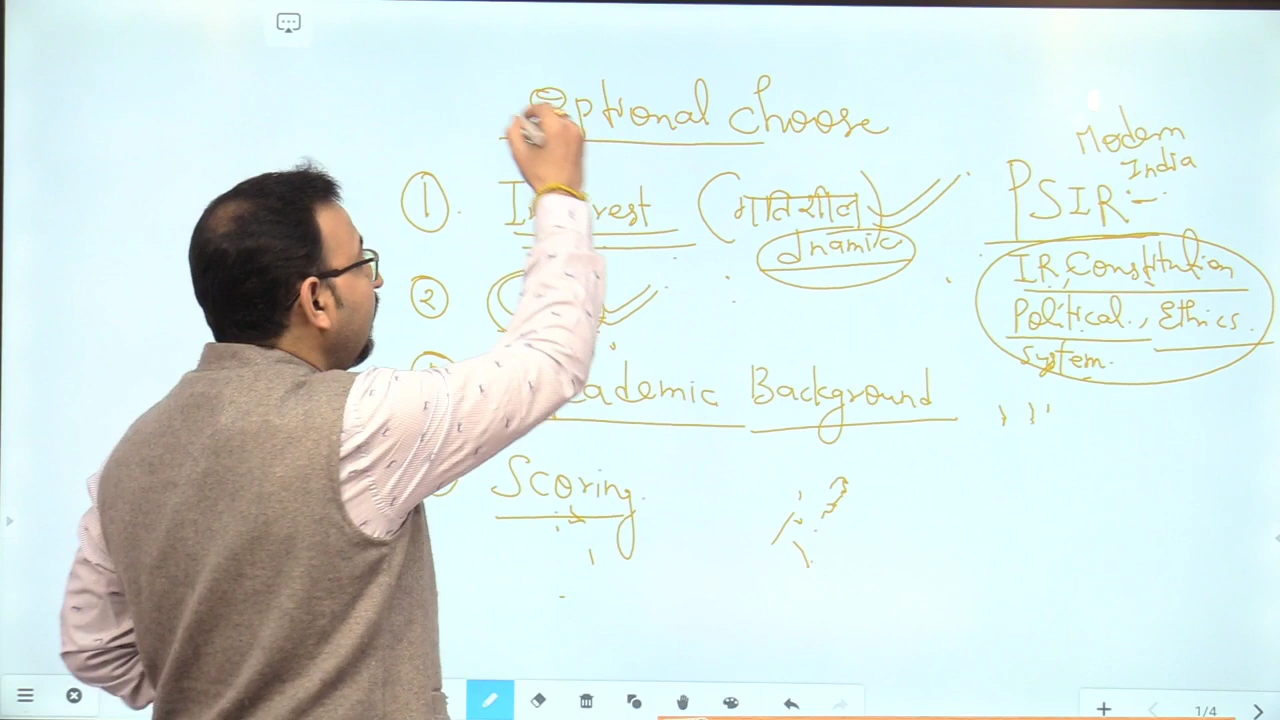 Optional choose
Modern
India
① Interest (गतिशील)
dnamic
PSIR:-
②
IR, Constitution
Political, Ethics.
System.
Academic Background
Scoring.
1/4